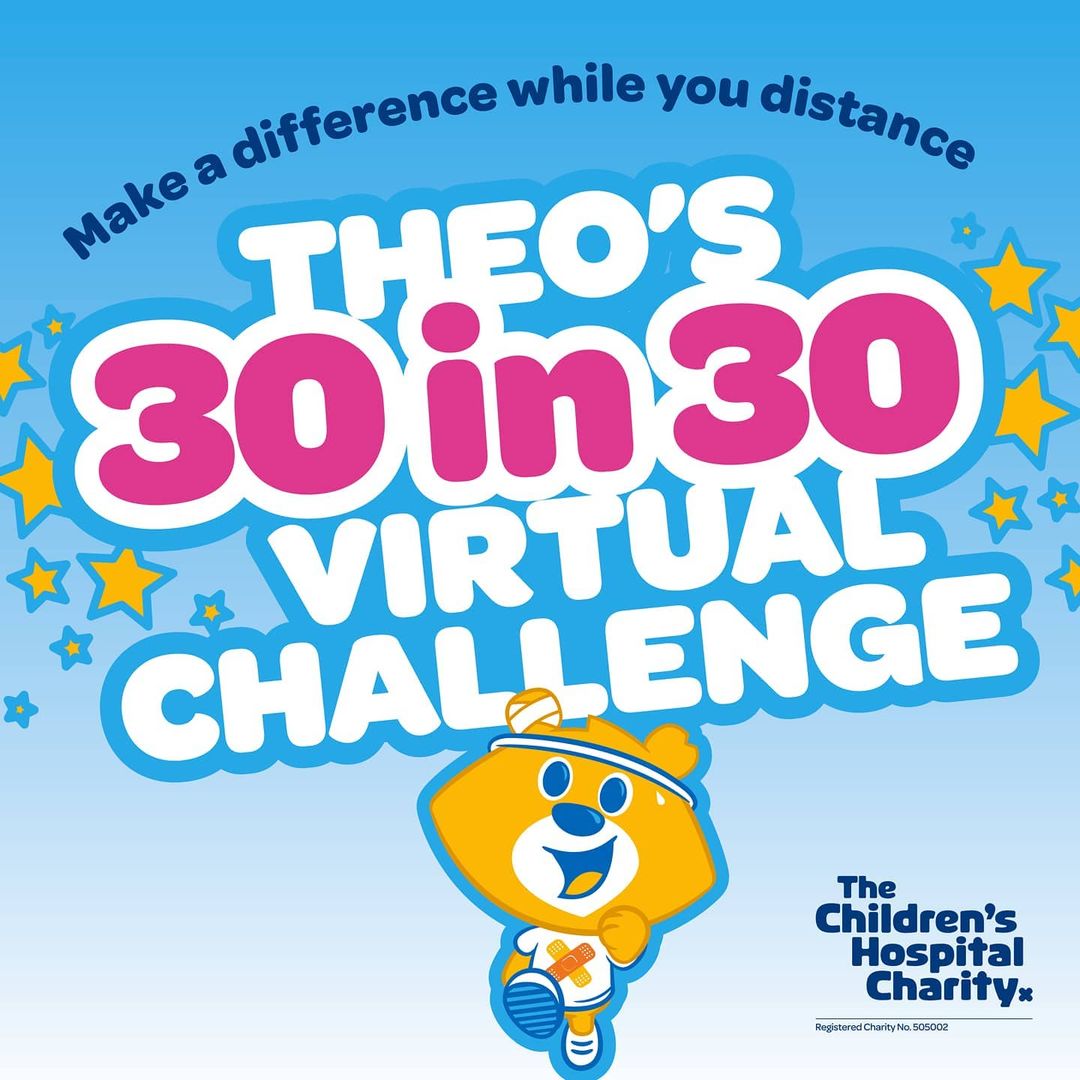 Make a difference while you distance
THEO'S
30 in 30
VIRTUAL
CHALLENGE
The
Children's
Hospital
Charity
Registered Charity No. 505002